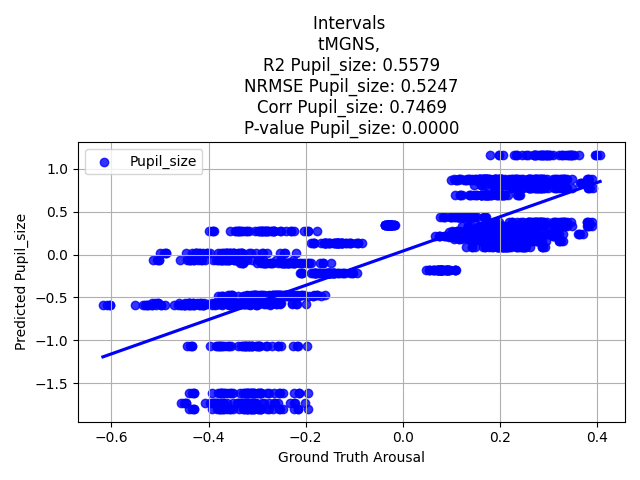 Intervals
tMGNS,
R2 Pupil_size: 0.5579
NRMSE Pupil_size: 0.5247
Corr Pupil_size: 0.7469
P-value Pupil_size: 0.0000
Pupil_size
1.0
0.5
0.0
−0.5
−1.0
−1.5
Predicted Pupil_size
−0.6
−0.4
−0.2
0.0
0.2
0.4
Ground Truth Arousal